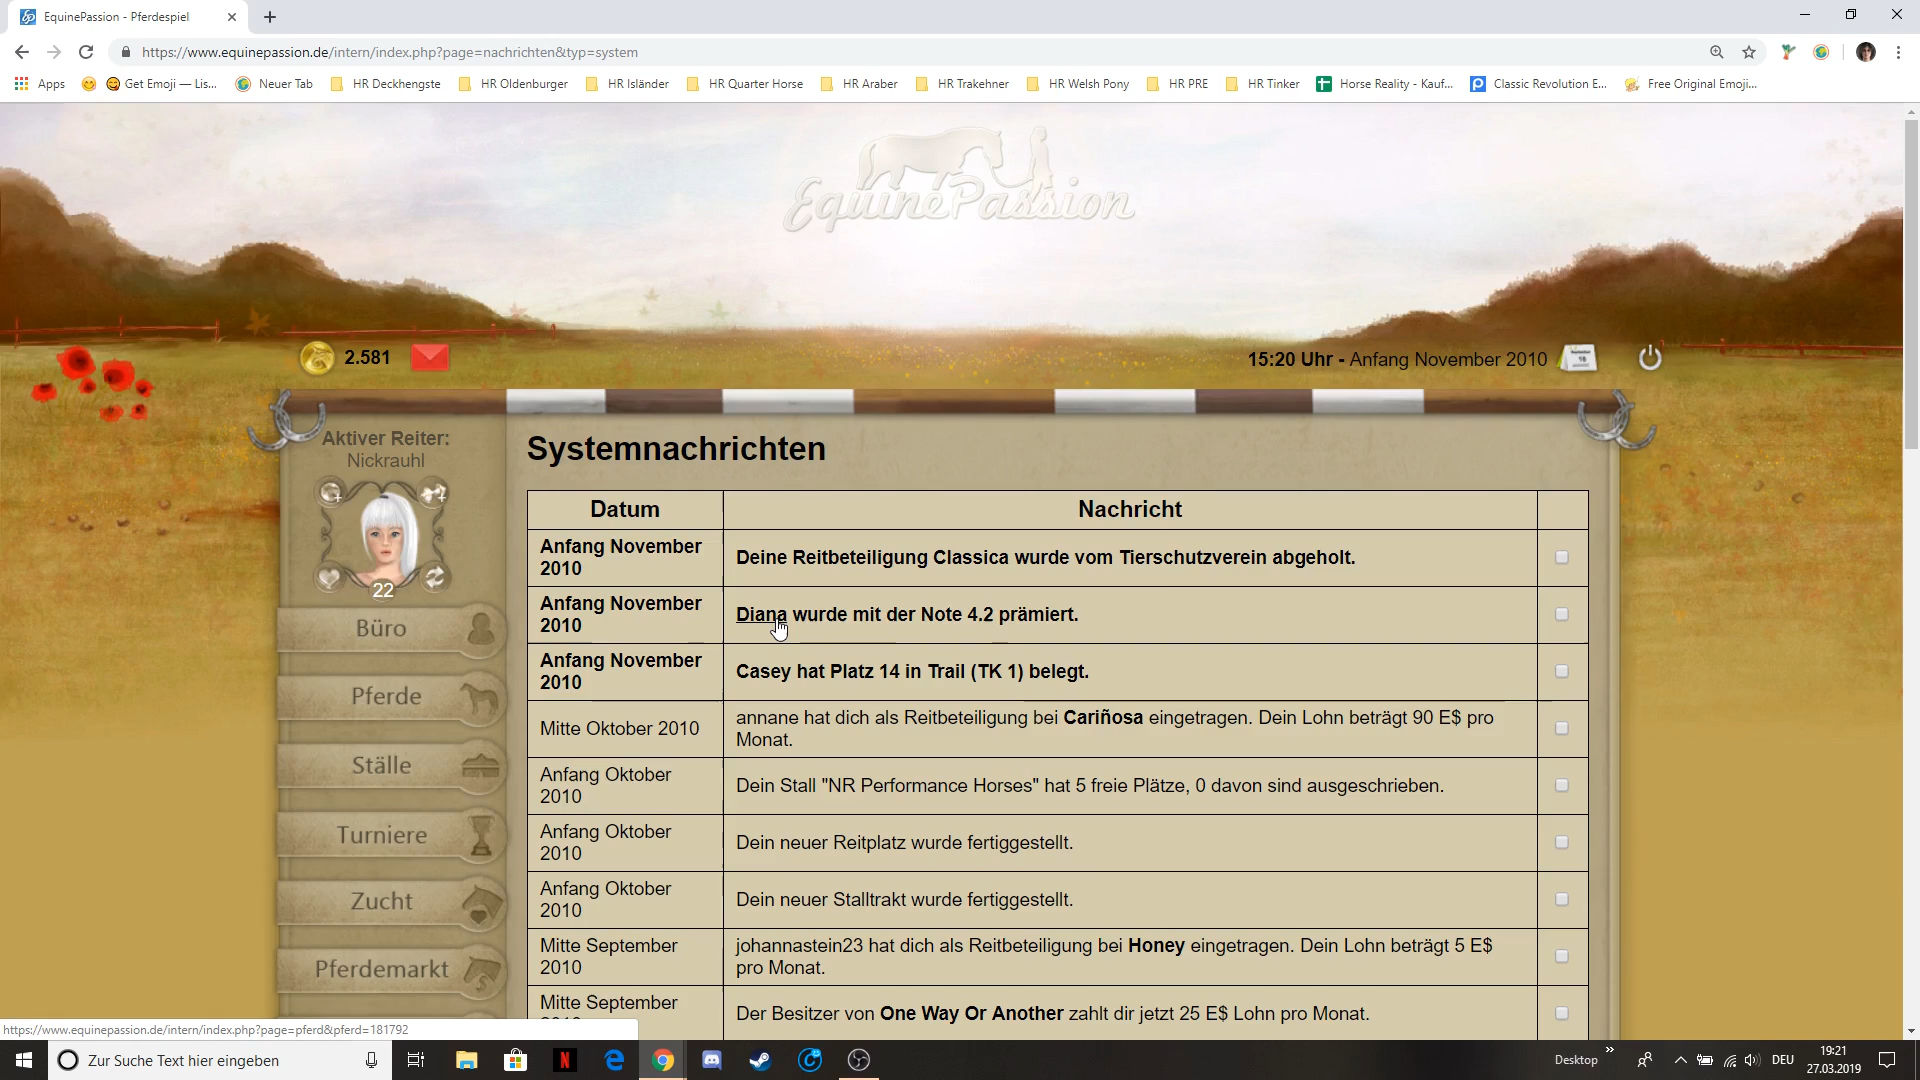 EquinePassion - Pferdespiel
https://www.equinepassion.de/intern/index.php?page=nachrichten&typ=system
Apps
Get Emoji — Lis...
Neuer Tab
HR Deckhengste
HR Oldenburger
HR Isländer
HR Quarter Horse
HR Araber
HR Trakehner
HR Welsh Pony
HR PRE
HR Tinker
Horse Reality - Kauf...
Classic Revolution E...
Free Original Emoji...
EquinePassion
2.581
15:20 Uhr - Anfang November 2010
Aktiver Reiter:
Nickrauhl
22
Büro
Pferde
Ställe
Turniere
Zucht
Pferdemarkt
Systemnachrichten
Datum
Nachricht
Anfang November
2010
Deine Reitbeteiligung Classica wurde vom Tierschutzverein abgeholt.
Anfang November
2010
Diana wurde mit der Note 4.2 prämiert.
Anfang November
2010
Casey hat Platz 14 in Trail (TK 1) belegt.
Mitte Oktober 2010
annane hat dich als Reitbeteiligung bei Cariñosa eingetragen. Dein Lohn beträgt 90 E$ pro
Monat.
Anfang Oktober
2010
Dein Stall "NR Performance Horses" hat 5 freie Plätze, 0 davon sind ausgeschrieben.
Anfang Oktober
2010
Dein neuer Reitplatz wurde fertiggestellt.
Anfang Oktober
2010
Dein neuer Stalltrakt wurde fertiggestellt.
Mitte September
2010
johannastein23 hat dich als Reitbeteiligung bei Honey eingetragen. Dein Lohn beträgt 5 E$
pro Monat.
Mitte September
Der Besitzer von One Way Or Another zahlt dir jetzt 25 E$ Lohn pro Monat.
https://www.equinepassion.de/intern/index.php?page=pferd&pferd=181792
Zur Suche Text hier eingeben
Desktop
DEU
19:21
27.03.2019